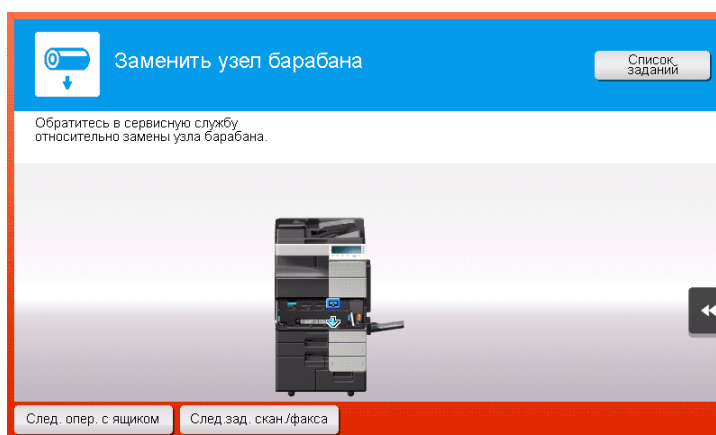 Заменить узел барабана
Список
заданий
Обратитесь в сервисную службу
относительно замены узла барабана.
След. опер. с ящиком
След.зад. скан./факса